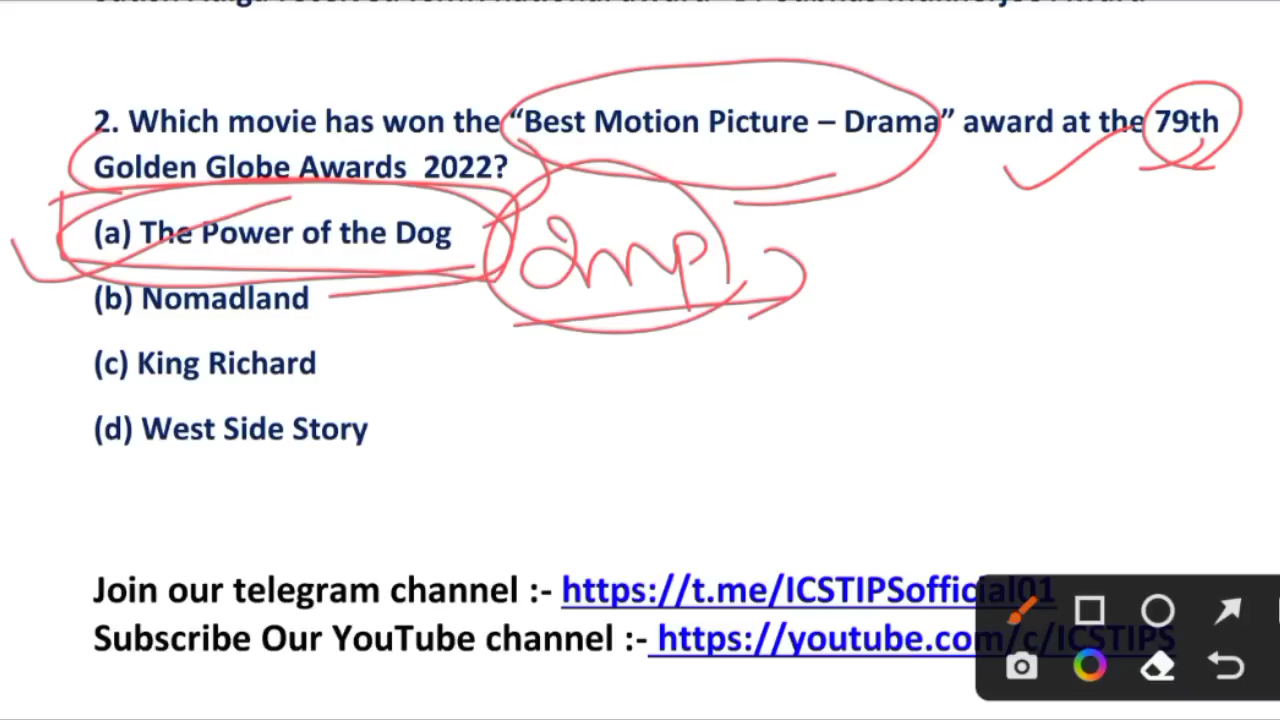 2. Which movie has won the “Best Motion Picture – Drama” award at the 79th
Golden Globe Awards 2022?
(a) The Power of the Dog
Imp
(b) Nomadland
(c) King Richard
(d) West Side Story
Join our telegram channel :- https://t.me/ICSTIPSofficial01
Subscribe Our YouTube channel :- https://youtube.com/c/ICSTIPS